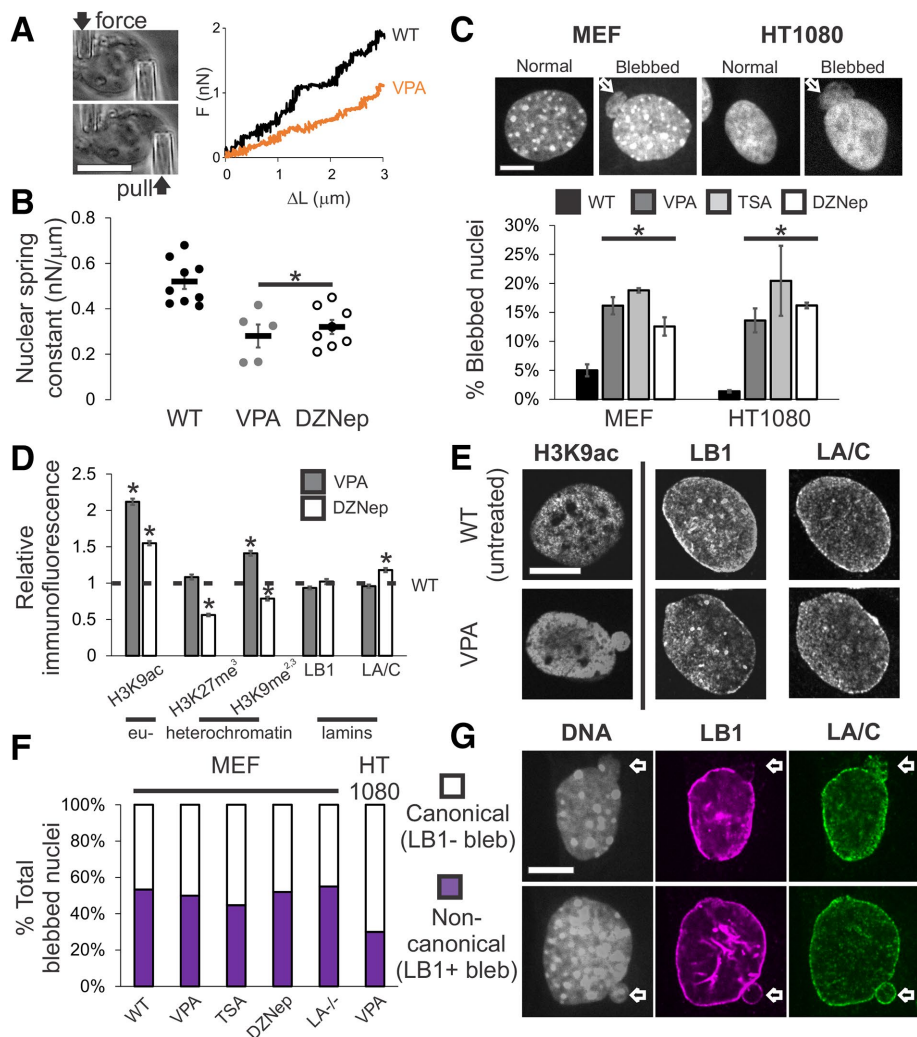 A
force
pull
F (nN)
2
1
0
WT
VPA
0 1 2 3
ΔL (μm)
B
Nuclear spring
constant (nN/μm)
0.8
0.6
0.4
0.2
0
*
WT VPA DZNep
C
MEF HT1080
Normal Blebbed Normal Blebbed
WT VPA TSA DZNep
% Blebbed nuclei
30%
25%
20%
15%
10%
5%
0%
* *
MEF HT1080
D
Relative
immunofluorescence
2.5
2
1.5
1
0.5
0
VPA
DZNep
* * * * * *
WT
H3K9ac H3K27me³ H3K9me²,³ LB1 LA/C
eu- heterochromatin lamins
E
H3K9ac LB1 LA/C
WT
(untreated)
VPA
F
MEF HT
1080
% Total
blebbed nuclei
100%
80%
60%
40%
20%
0%
WT VPA TSA DZNep LA-/- VPA
Canonical
(LB1- bleb)
Non-
canonical
(LB1+ bleb)
G
DNA LB1 LA/C